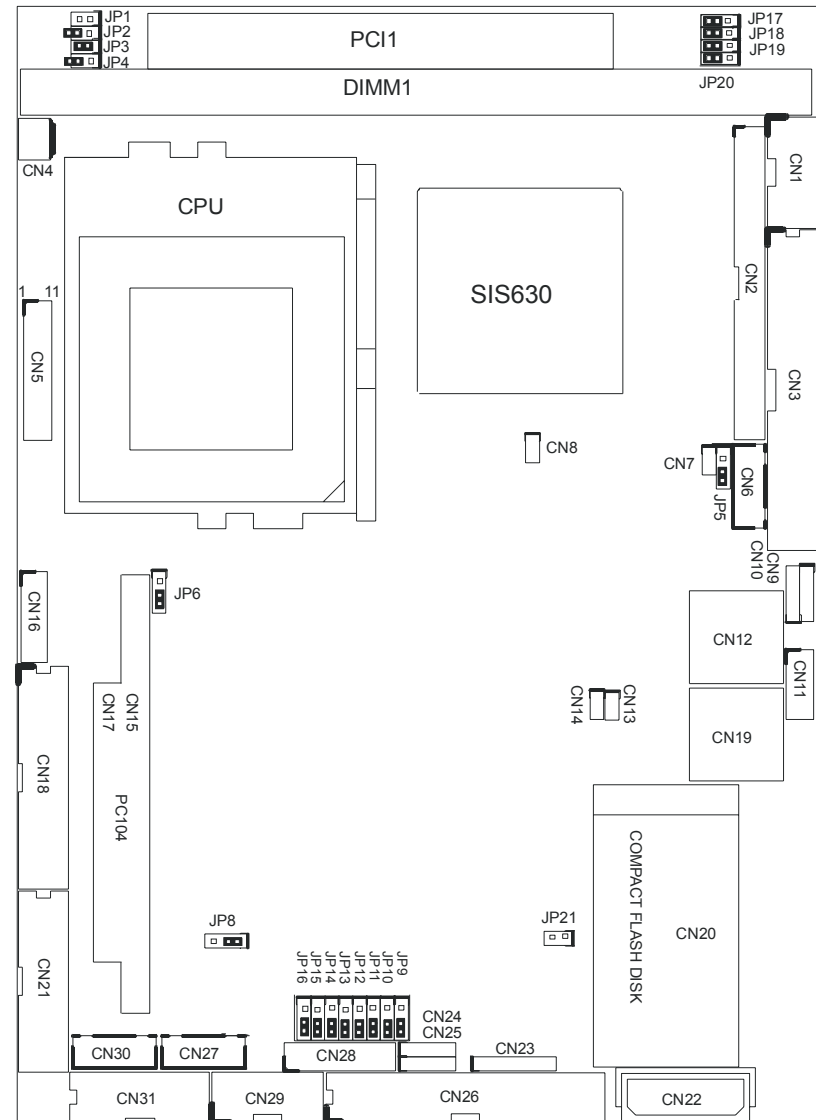 JP1
JP2
JP3
JP4
PCI1
JP17
JP18
JP19
JP20
DIMM1
CN4
CPU
CN1
SIS630
CN2
1 11
CN5
CN3
CN8
CN7
CN6
JP5
CN10
CN9
JP6
CN16
CN12
CN11
CN14
CN13
CN17
CN15
CN19
CN18
PC104
COMPACT FLASH DISK
CN20
JP8
JP21
CN21
JP16
JP15
JP14
JP13
JP12
JP11
JP10
JP9
CN24
CN25
CN30
CN27
CN28
CN23
CN31
CN29
CN26
CN22